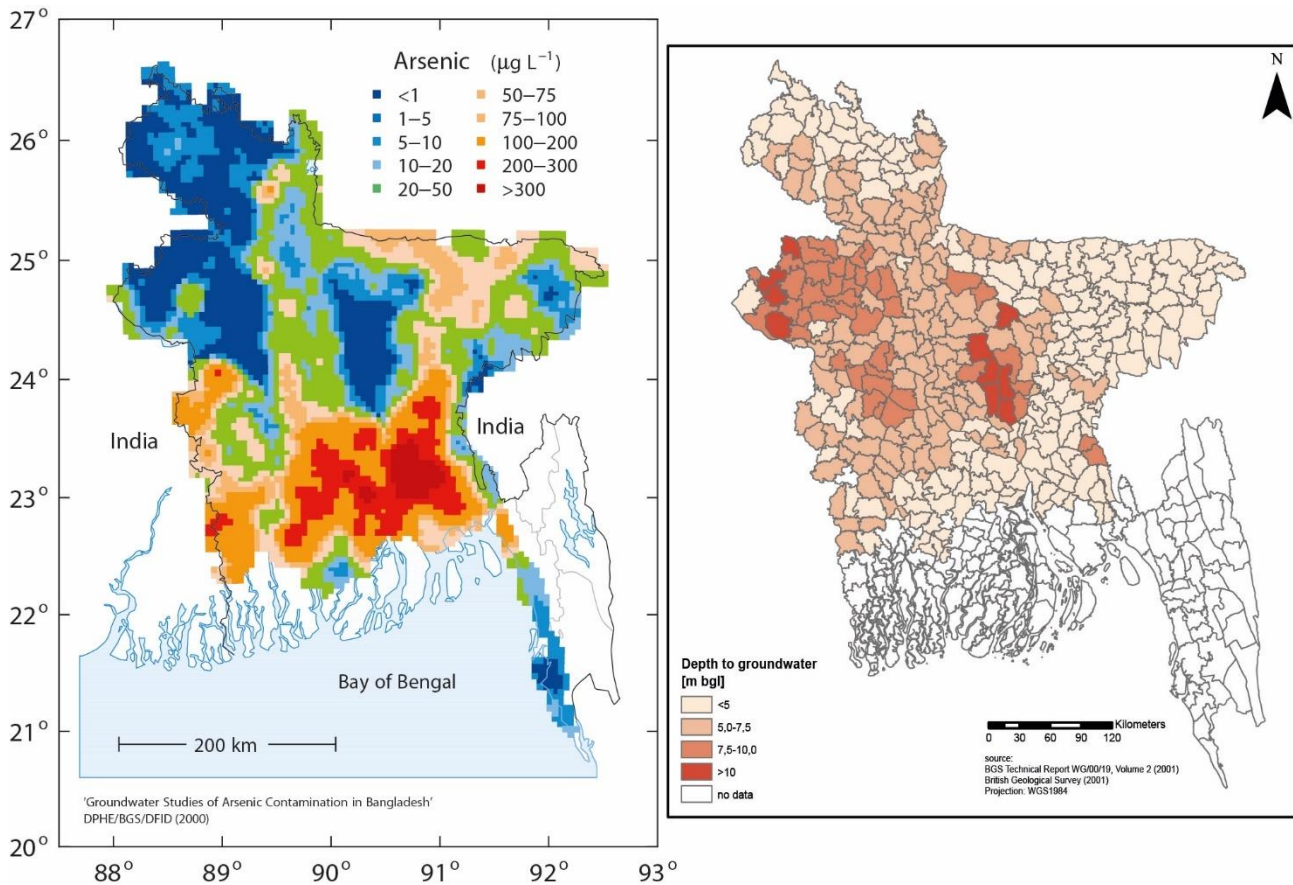 27°
26°
25°
24°
23°
22°
21°
20°
88°
89°
90°
91°
92°
93°
Arsenic (µg L⁻¹)
<1
1–5
5–10
10–20
20–50
50–75
75–100
100–200
200–300
>300
India
India
Bay of Bengal
200 km
'Groundwater Studies of Arsenic Contamination in Bangladesh'
DPHE/BGS/DFID (2000)
N
Depth to groundwater
[m bgl]
<5
5,0-7,5
7,5-10,0
>10
no data
Kilometers
0 30 60 90 120
source:
BGS Technical Report WG/00/19, Volume 2 (2001)
British Geological Survey (2001)
Projection: WGS1984